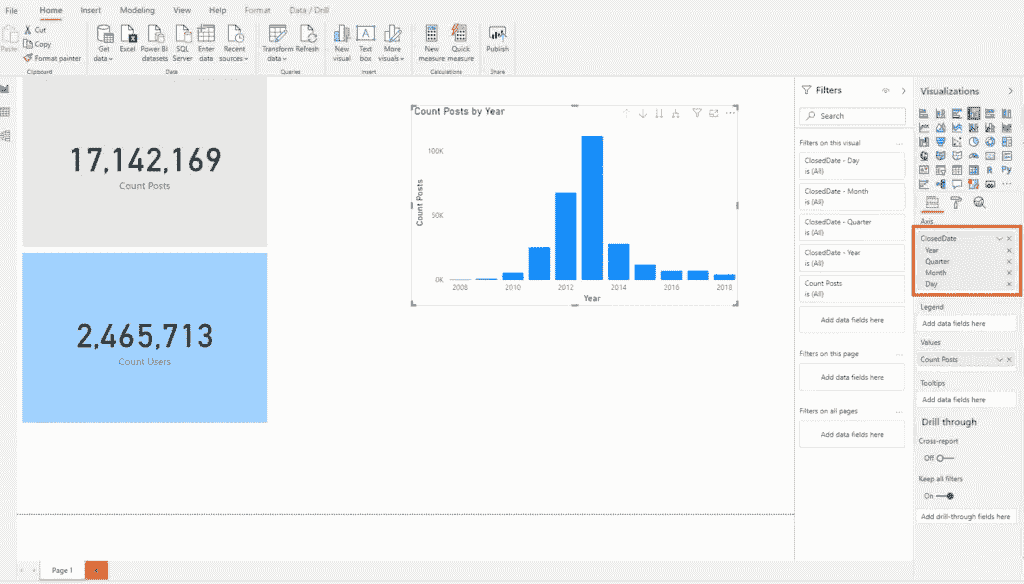 File Home Insert Modeling View Help Format Data / Drill
Paste
Cut
Copy
Format painter
Clipboard
Get data
Excel
Power BI datasets
SQL Server
Enter data
Recent sources
Data
Transform data
Refresh
Queries
New visual
Text box
More visuals
Insert
New measure
Quick measure
Calculations
Publish
Share
17,142,169
Count Posts
2,465,713
Count Users
Count Posts by Year
Count Posts
100K
50K
0K
2008 2010 2012 2014 2016 2018
Year
Filters
Search
Filters on this visual ...
ClosedDate - Day
is (All)
ClosedDate - Month
is (All)
ClosedDate - Quarter
is (All)
ClosedDate - Year
is (All)
Count Posts
is (All)
Add data fields here
Filters on this page ...
Add data fields here
Filters on all pages ...
Add data fields here
Visualizations
R Py
...
Axis
ClosedDate
Year
Quarter
Month
Day
Legend
Add data fields here
Values
Count Posts
Tooltips
Add data fields here
Drill through
Cross-report
Off
Keep all filters
On
Add drill-through fields here
Page 1